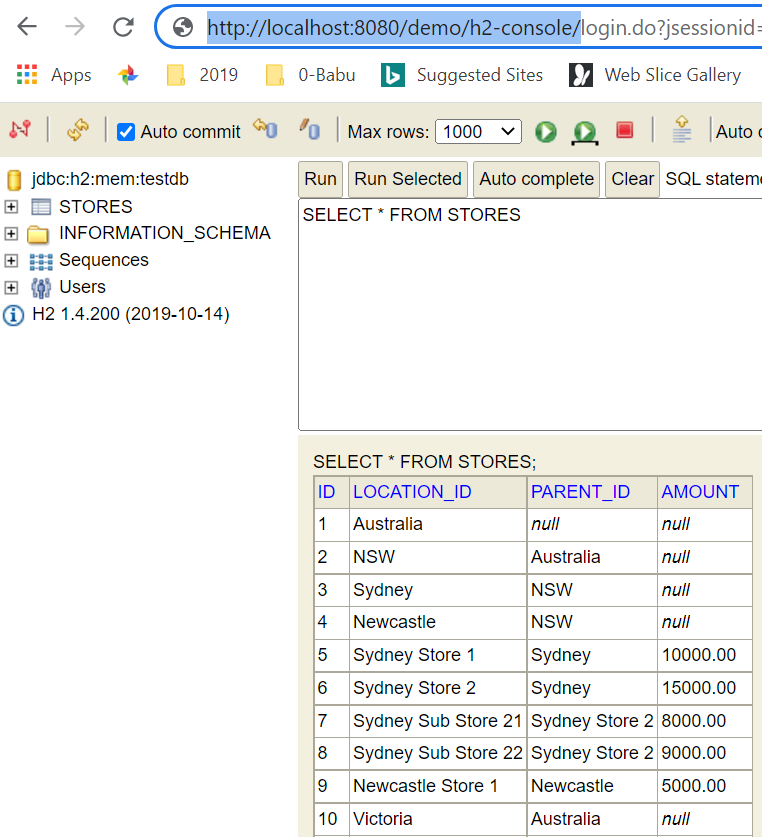 http://localhost:8080/demo/h2-console/login.do?jsessionid=
Apps 2019 0-Babu Suggested Sites Web Slice Gallery
Auto commit Max rows: 1000 Auto
jdbc:h2:mem:testdb
STORES
INFORMATION_SCHEMA
Sequences
Users
H2 1.4.200 (2019-10-14)
Run Run Selected Auto complete Clear SQL
SELECT * FROM STORES
SELECT * FROM STORES;
ID LOCATION_ID PARENT_ID AMOUNT
1 Australia null null
2 NSW Australia null
3 Sydney NSW null
4 Newcastle NSW null
5 Sydney Store 1 Sydney 10000.00
6 Sydney Store 2 Sydney 15000.00
7 Sydney Sub Store 21 Sydney Store 2 8000.00
8 Sydney Sub Store 22 Sydney Store 2 9000.00
9 Newcastle Store 1 Newcastle 5000.00
10 Victoria Australia null